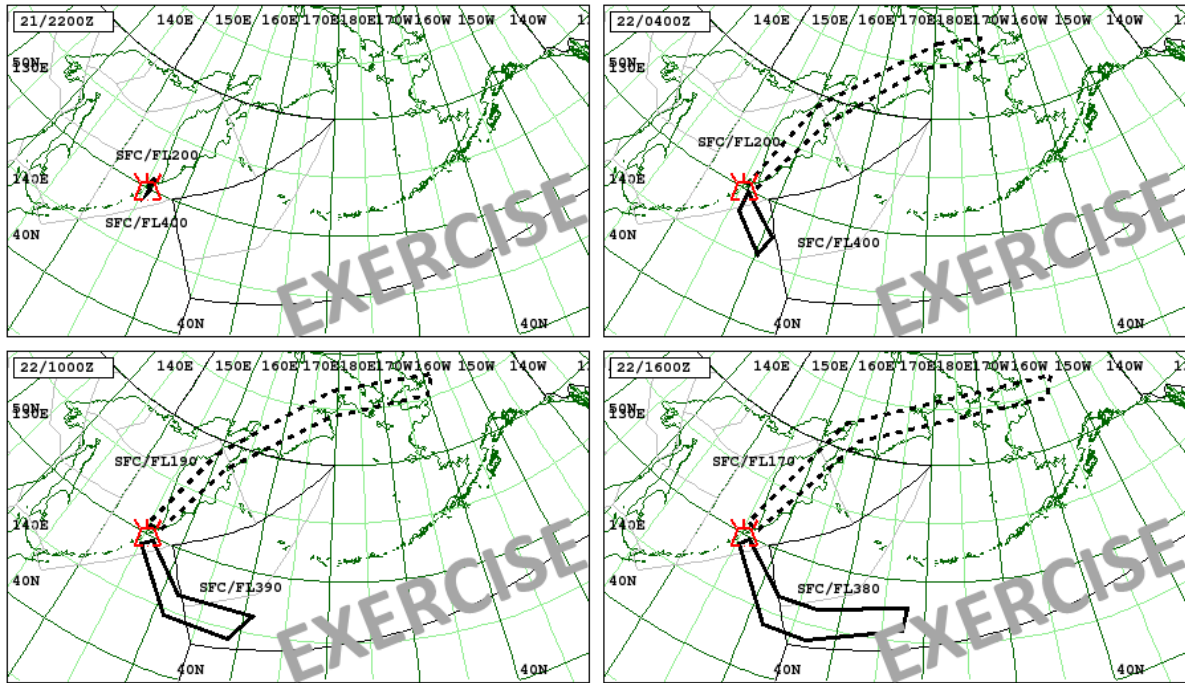 21/2200Z
140E 150E 160E 170E 180E 170W 160W 150W 140W
50N
130E
SFC/FL200
140E
SFC/FL400
40N
EXERCISE
40N 40N
22/0400Z
140E 150E 160E 170E 180E 170W 160W 150W 140W
50N
130E
SFC/FL200
140E
40N
SFC/FL400
EXERCISE
40N 40N
22/1000Z
140E 150E 160E 170E 180E 170W 160W 150W 140W
50N
130E
SFC/FL190
140E
40N
SFC/FL390
EXERCISE
40N 40N
22/1600Z
140E 150E 160E 170E 180E 170W 160W 150W 140W
50N
130E
SFC/FL170
140E
40N
SFC/FL380
EXERCISE
40N 40N